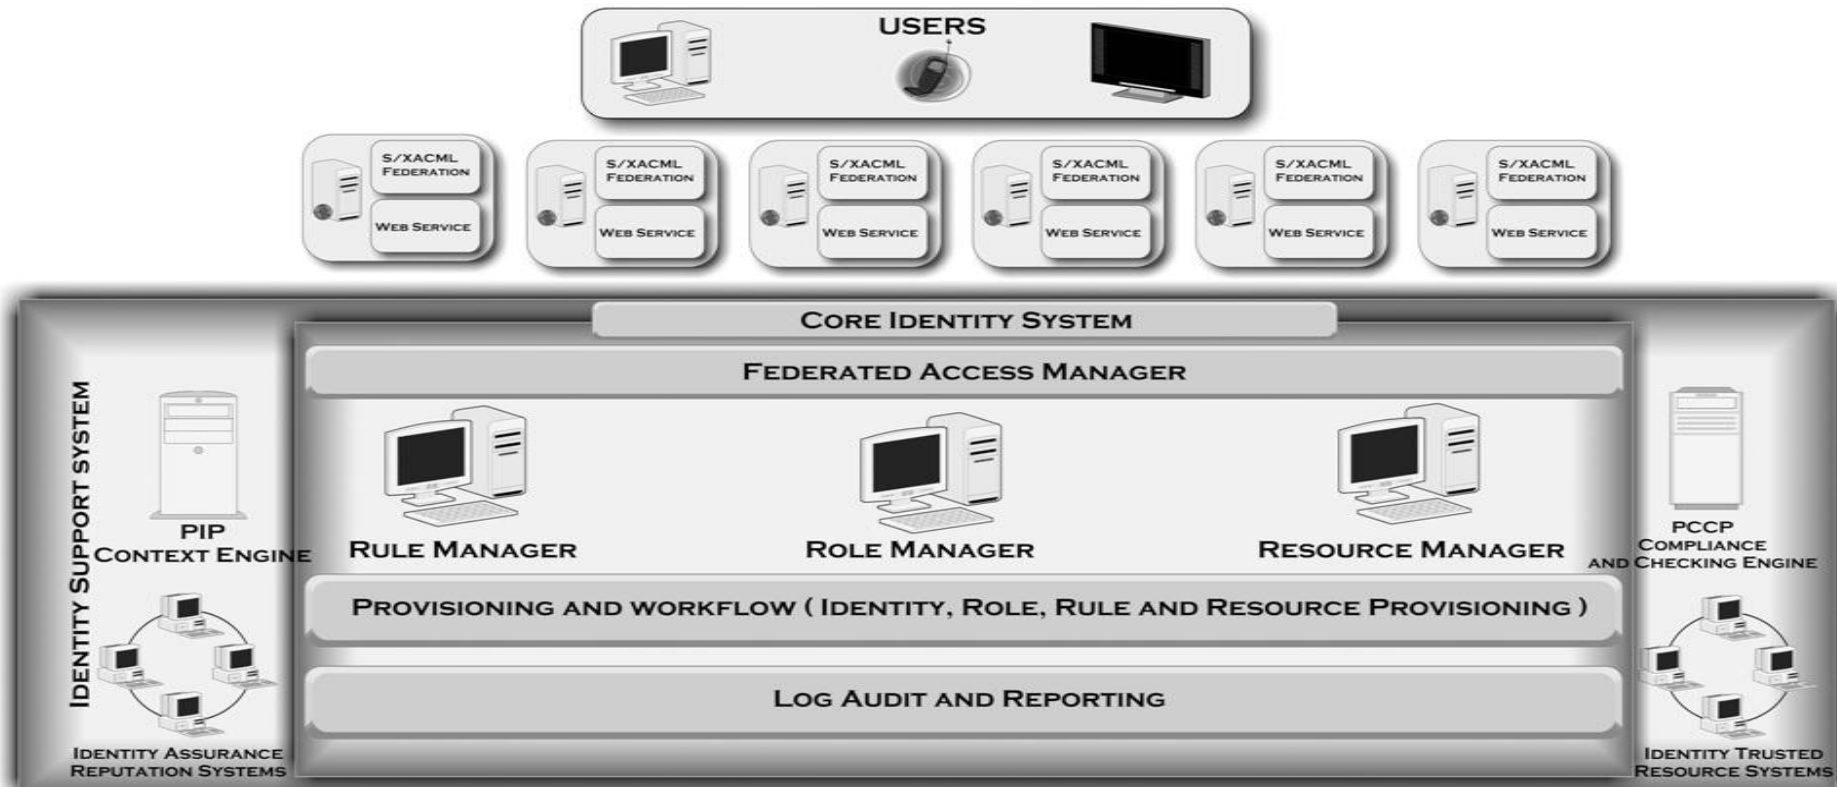 USERS
S/XACML
FEDERATION
WEB SERVICE
S/XACML
FEDERATION
WEB SERVICE
S/XACML
FEDERATION
WEB SERVICE
S/XACML
FEDERATION
WEB SERVICE
S/XACML
FEDERATION
WEB SERVICE
S/XACML
FEDERATION
WEB SERVICE
CORE IDENTITY SYSTEM
FEDERATED ACCESS MANAGER
IDENTITY SUPPORT SYSTEM
PIP
CONTEXT ENGINE
RULE MANAGER
ROLE MANAGER
RESOURCE MANAGER
PCCP
COMPLIANCE
AND CHECKING ENGINE
PROVISIONING AND WORKFLOW ( IDENTITY, ROLE, RULE AND RESOURCE PROVISIONING )
LOG AUDIT AND REPORTING
IDENTITY ASSURANCE
REPUTATION SYSTEMS
IDENTITY TRUSTED
RESOURCE SYSTEMS